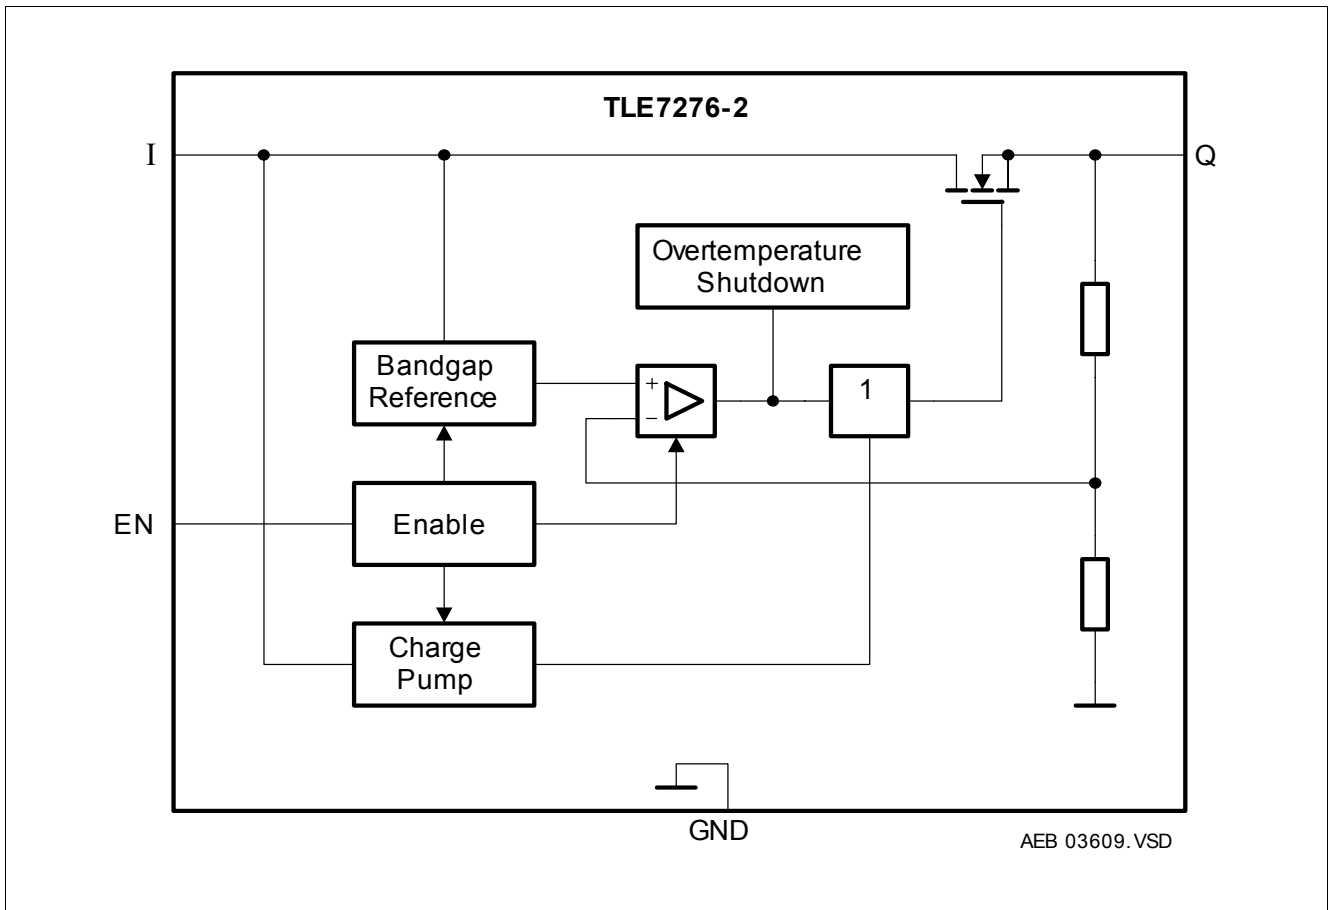 TLE7276-2
I
Q
Overtemperature
Shutdown
Bandgap
Reference
+
−
1
EN
Enable
Charge
Pump
GND
AEB 03609.VSD